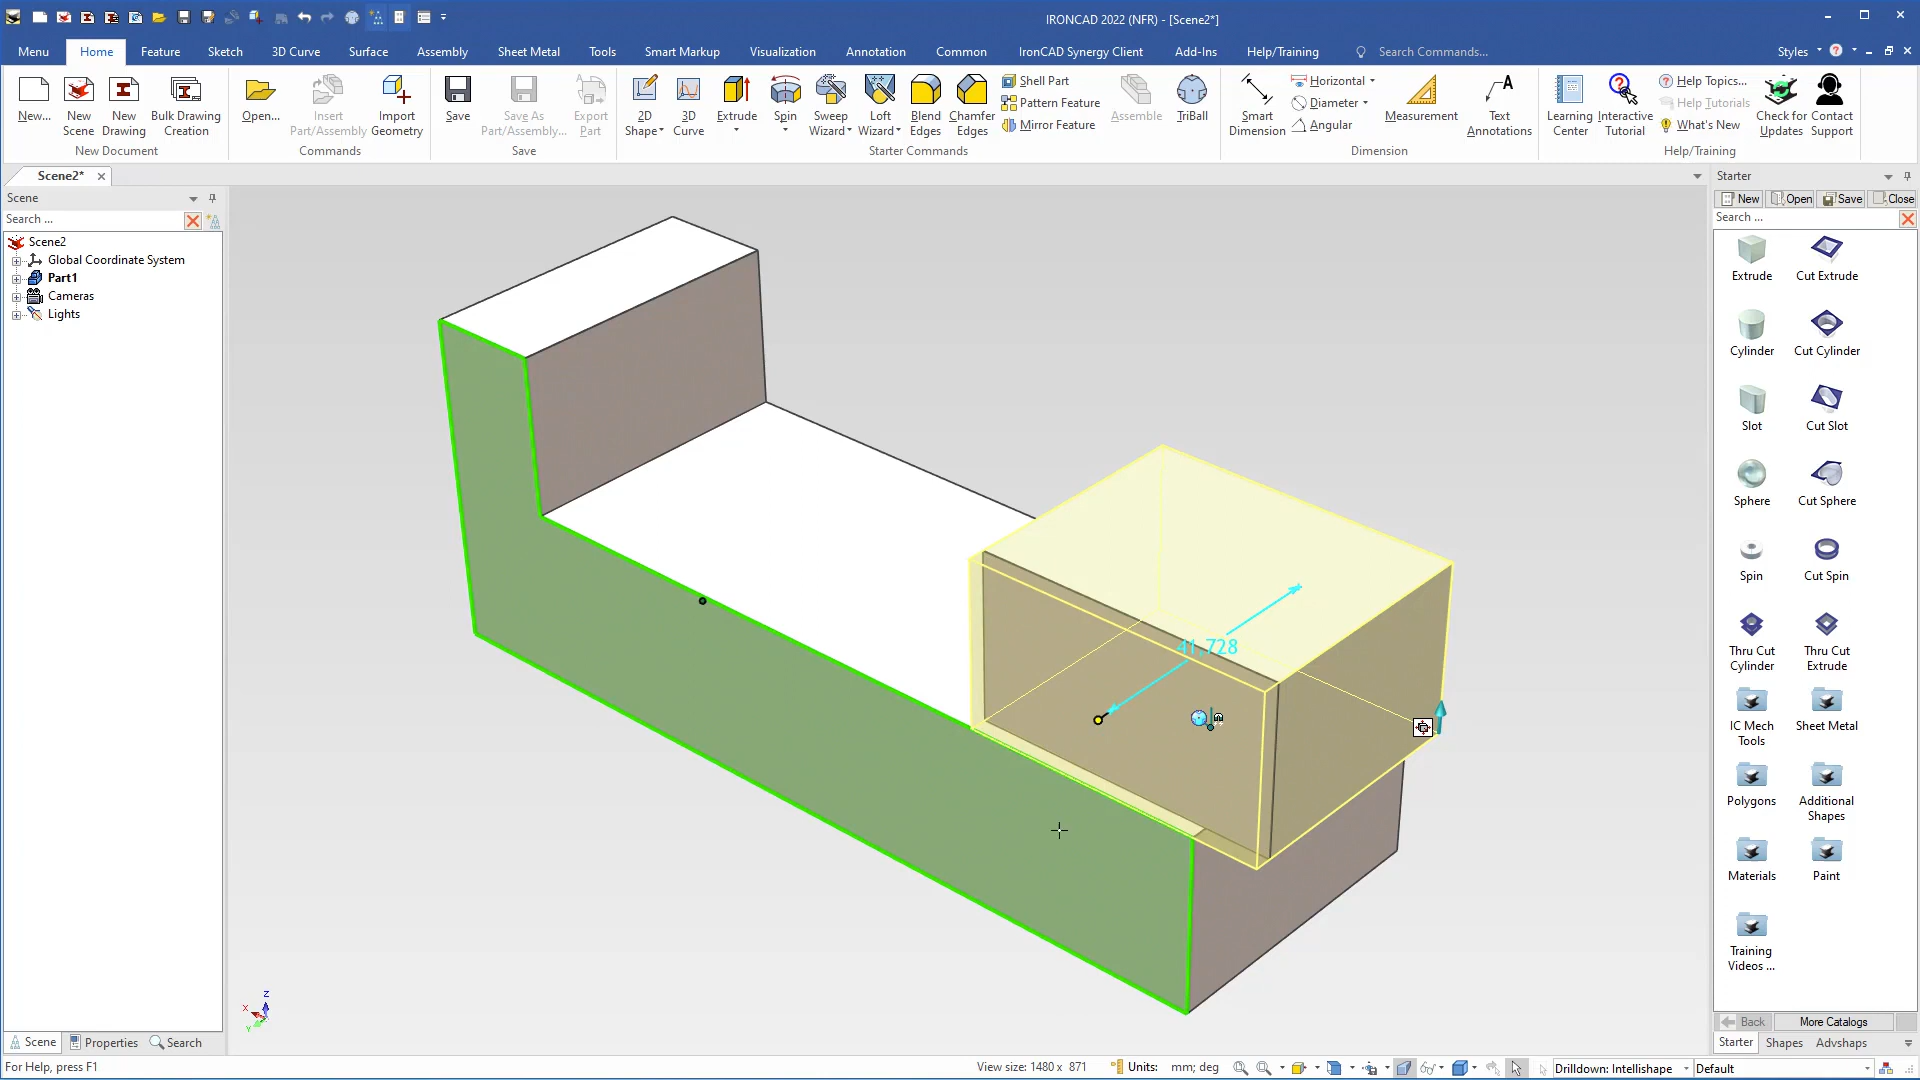 IRONCAD 2022 (NFR) - [Scene2*]
Menu Home Feature Sketch 3D Curve Surface Assembly Sheet Metal Tools Smart Markup Visualization Annotation Common IronCAD Synergy Client Add-Ins Help/Training Search Commands... Styles
New... New Scene New Drawing Bulk Drawing Creation
New Document
Open... Insert Part/Assembly Import Geometry
Commands
Save Save As Part/Assembly... Export Part
Save
2D Shape 3D Curve Extrude Spin Sweep Wizard Loft Wizard Blend Edges Chamfer Edges
Shell Part
Pattern Feature
Mirror Feature
Assemble TriBall
Starter Commands
Smart Dimension
Horizontal
Diameter
Angular
Measurement Text Annotations
Dimension
Learning Center Interactive Tutorial
Help Topics...
Help Tutorials
What's New
Check for Updates Contact Support
Help/Training
Scene2*
Scene
Search ...
Scene2
Global Coordinate System
Part1
Cameras
Lights
41,728
X Y Z
Starter
New Open Save Close
Search ...
Extrude Cut Extrude
Cylinder Cut Cylinder
Slot Cut Slot
Sphere Cut Sphere
Spin Cut Spin
Thru Cut Cylinder Thru Cut Extrude
IC Mech Tools Sheet Metal
Polygons Additional Shapes
Materials Paint
Training Videos ...
Back More Catalogs
Starter Shapes Advshaps
Scene Properties Search
For Help, press F1
View size: 1480 x 871 Units: mm; deg Drilldown: Intellishape Default